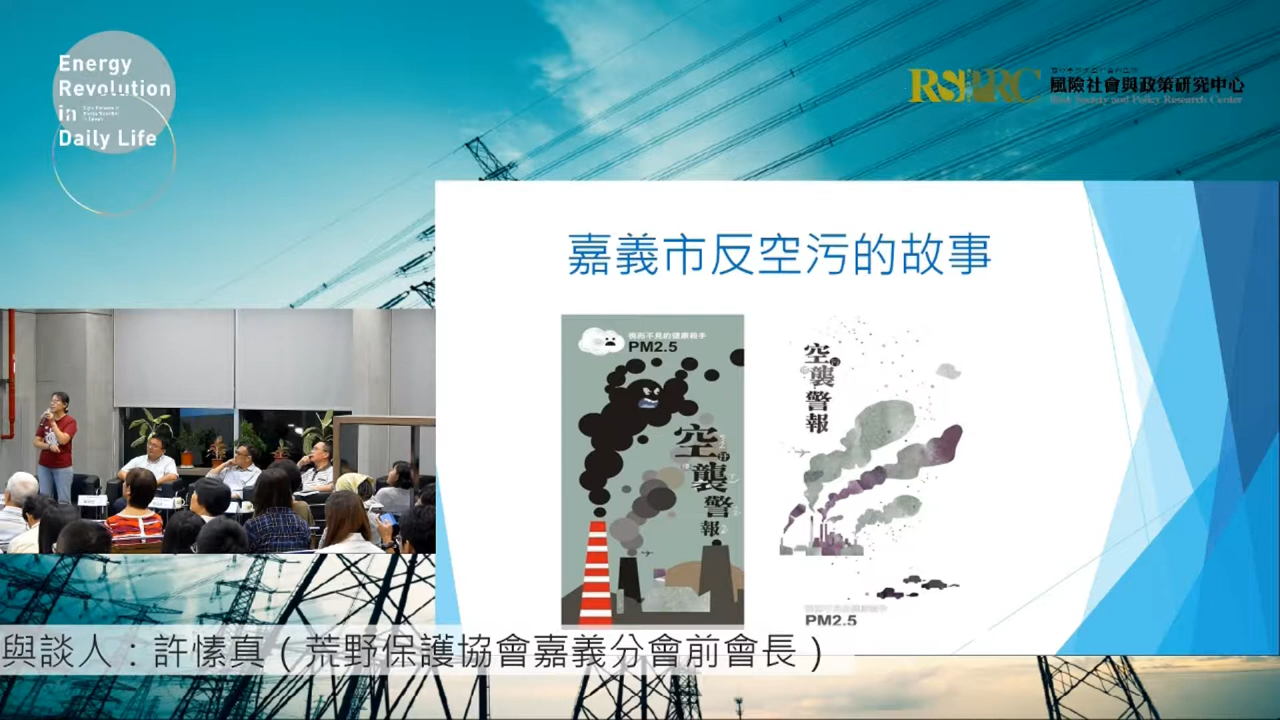 Energy
Revolution
in
Daily Life
RSPRC
風險社會與政策研究中心
Risk Society and Policy Research Center
嘉義市反空污的故事
PM2.5
空
襲
警
報
空
襲
警
報
PM2.5
與談人：許愫真（荒野保護協會嘉義分會前會長）